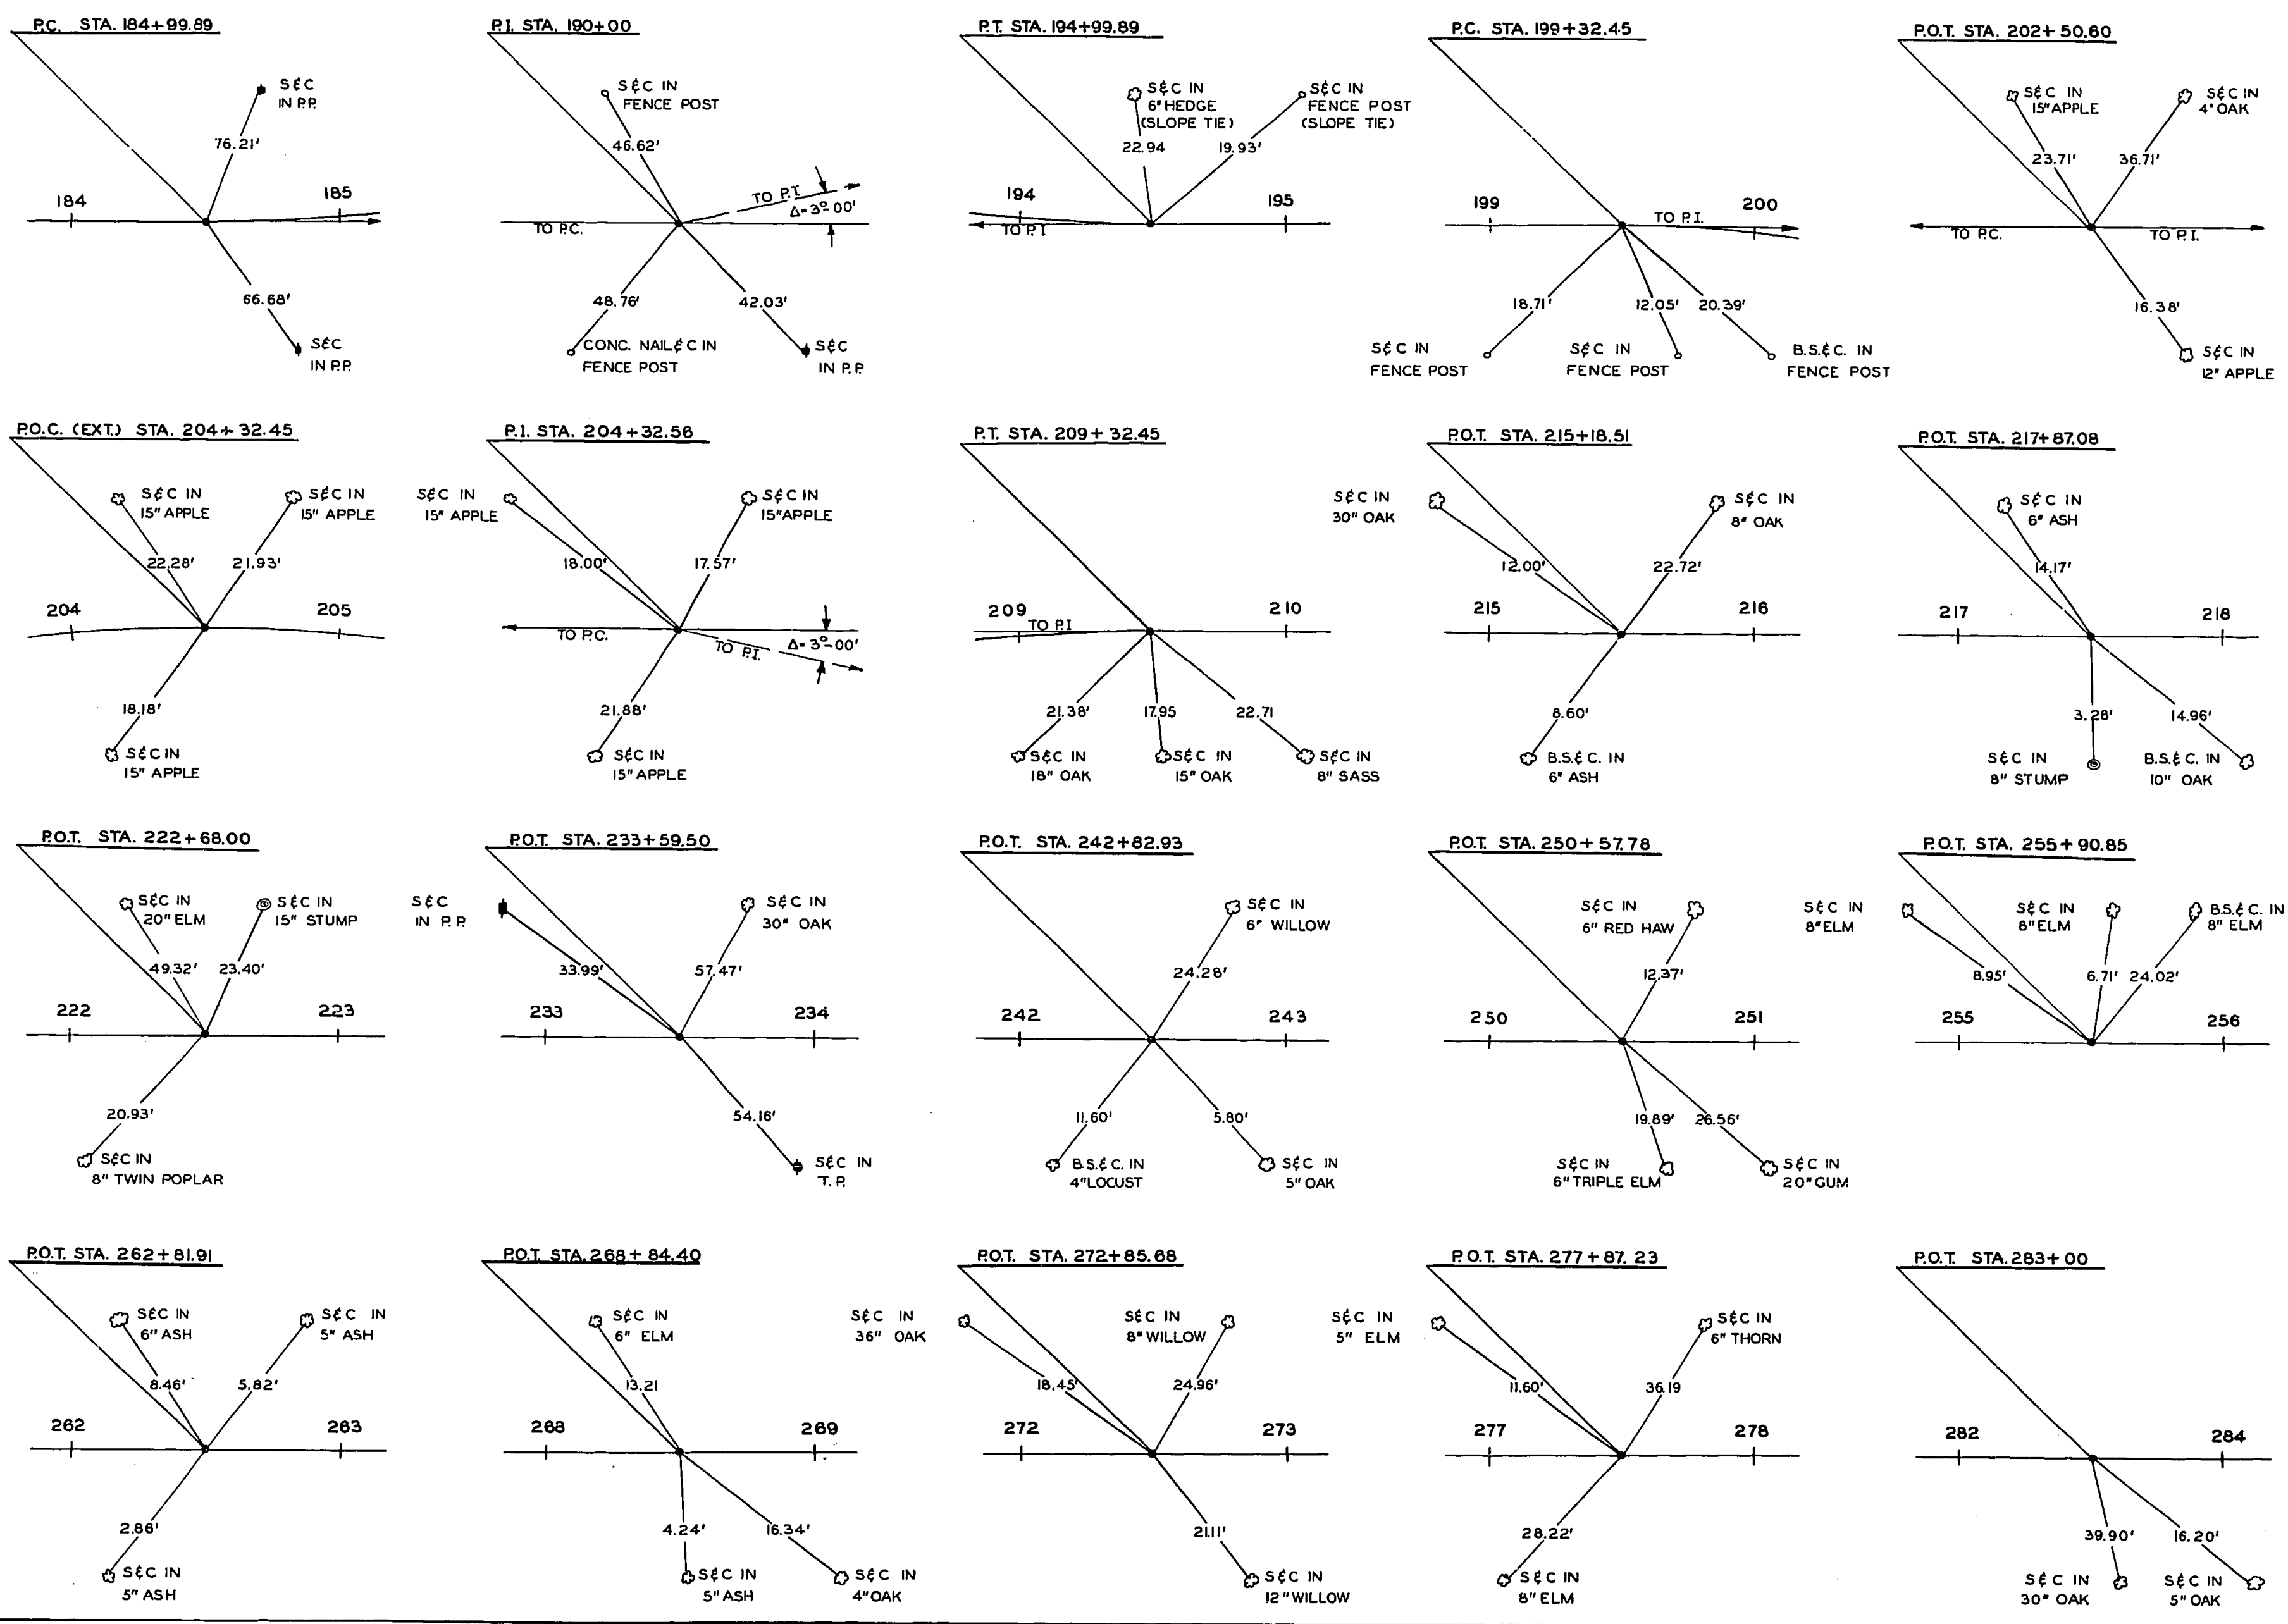 P.C. STA. 184+99.89
S&C
IN P.P.
76.21'
184
185
66.68'
S&C
IN P.P.
P.I. STA. 190+00
S&C IN
FENCE POST
46.62'
TO P.I.
Δ=3°00'
TO P.C.
48.76'
42.03'
CONC. NAIL & C IN
FENCE POST
S&C
IN P.P.
P.T. STA. 194+99.89
S&C IN
6" HEDGE
(SLOPE TIE)
S&C IN
FENCE POST
(SLOPE TIE)
22.94
19.93'
194
195
TO P.I
P.C. STA. 199+32.45
199
TO P.I.
200
18.71'
12.05'
20.39'
S&C IN
FENCE POST
S&C IN
FENCE POST
B.S.&C. IN
FENCE POST
P.O.T. STA. 202+50.60
S&C IN
15" APPLE
S&C IN
4" OAK
23.71'
36.71'
TO P.C.
TO P.I.
16.38'
S&C IN
12" APPLE
P.O.C. (EXT.) STA. 204+32.45
S&C IN
15" APPLE
S&C IN
15" APPLE
22.28'
21.93'
204
205
18.18'
S&C IN
15" APPLE
P.I. STA. 204+32.56
S&C IN
15" APPLE
S&C IN
15" APPLE
18.00'
17.57'
TO P.C.
TO P.I.
Δ=3°-00'
21.88'
S&C IN
15" APPLE
P.T. STA. 209+32.45
209
TO P.I
210
21.38'
17.95
22.71
S&C IN
18" OAK
S&C IN
15" OAK
S&C IN
8" SASS
P.O.T. STA. 215+18.51
S&C IN
30" OAK
S&C IN
8" OAK
12.00'
22.72'
215
216
8.60'
B.S.&C. IN
6" ASH
P.O.T. STA. 217+87.08
S&C IN
6" ASH
14.17'
217
218
3.28'
14.96'
S&C IN
8" STUMP
B.S.&C. IN
10" OAK
P.O.T. STA. 222+68.00
S&C IN
20" ELM
S&C IN
15" STUMP
49.32'
23.40'
222
223
20.93'
S&C IN
8" TWIN POPLAR
P.O.T. STA. 233+59.50
S&C
IN P.P.
S&C IN
30" OAK
33.99'
57.47'
233
234
54.16'
S&C IN
T.P.
P.O.T. STA. 242+82.93
S&C IN
6" WILLOW
24.28'
242
243
11.60'
5.80'
B.S.&C. IN
4" LOCUST
S&C IN
5" OAK
P.O.T. STA. 250+57.78
S&C IN
6" RED HAW
12.37'
250
251
19.89'
26.56'
S&C IN
6" TRIPLE ELM
S&C IN
20" GUM
P.O.T. STA. 255+90.85
S&C IN
8" ELM
S&C IN
8" ELM
B.S.&C. IN
8" ELM
8.95'
6.71'
24.02'
255
256
P.O.T. STA. 262+81.91
S&C IN
6" ASH
S&C IN
5" ASH
8.46'
5.82'
262
263
2.86'
S&C IN
5" ASH
P.O.T. STA. 268+84.40
S&C IN
6" ELM
13.21
268
269
4.24'
16.34'
S&C IN
5" ASH
S&C IN
4" OAK
P.O.T. STA. 272+85.68
S&C IN
36" OAK
S&C IN
8" WILLOW
18.45'
24.96'
272
273
21.11'
S&C IN
12" WILLOW
P.O.T. STA. 277+87.23
S&C IN
5" ELM
S&C IN
6" THORN
11.60'
36.19
277
278
28.22'
S&C IN
8" ELM
P.O.T. STA. 283+00
282
284
39.90'
16.20'
S&C IN
30" OAK
S&C IN
5" OAK